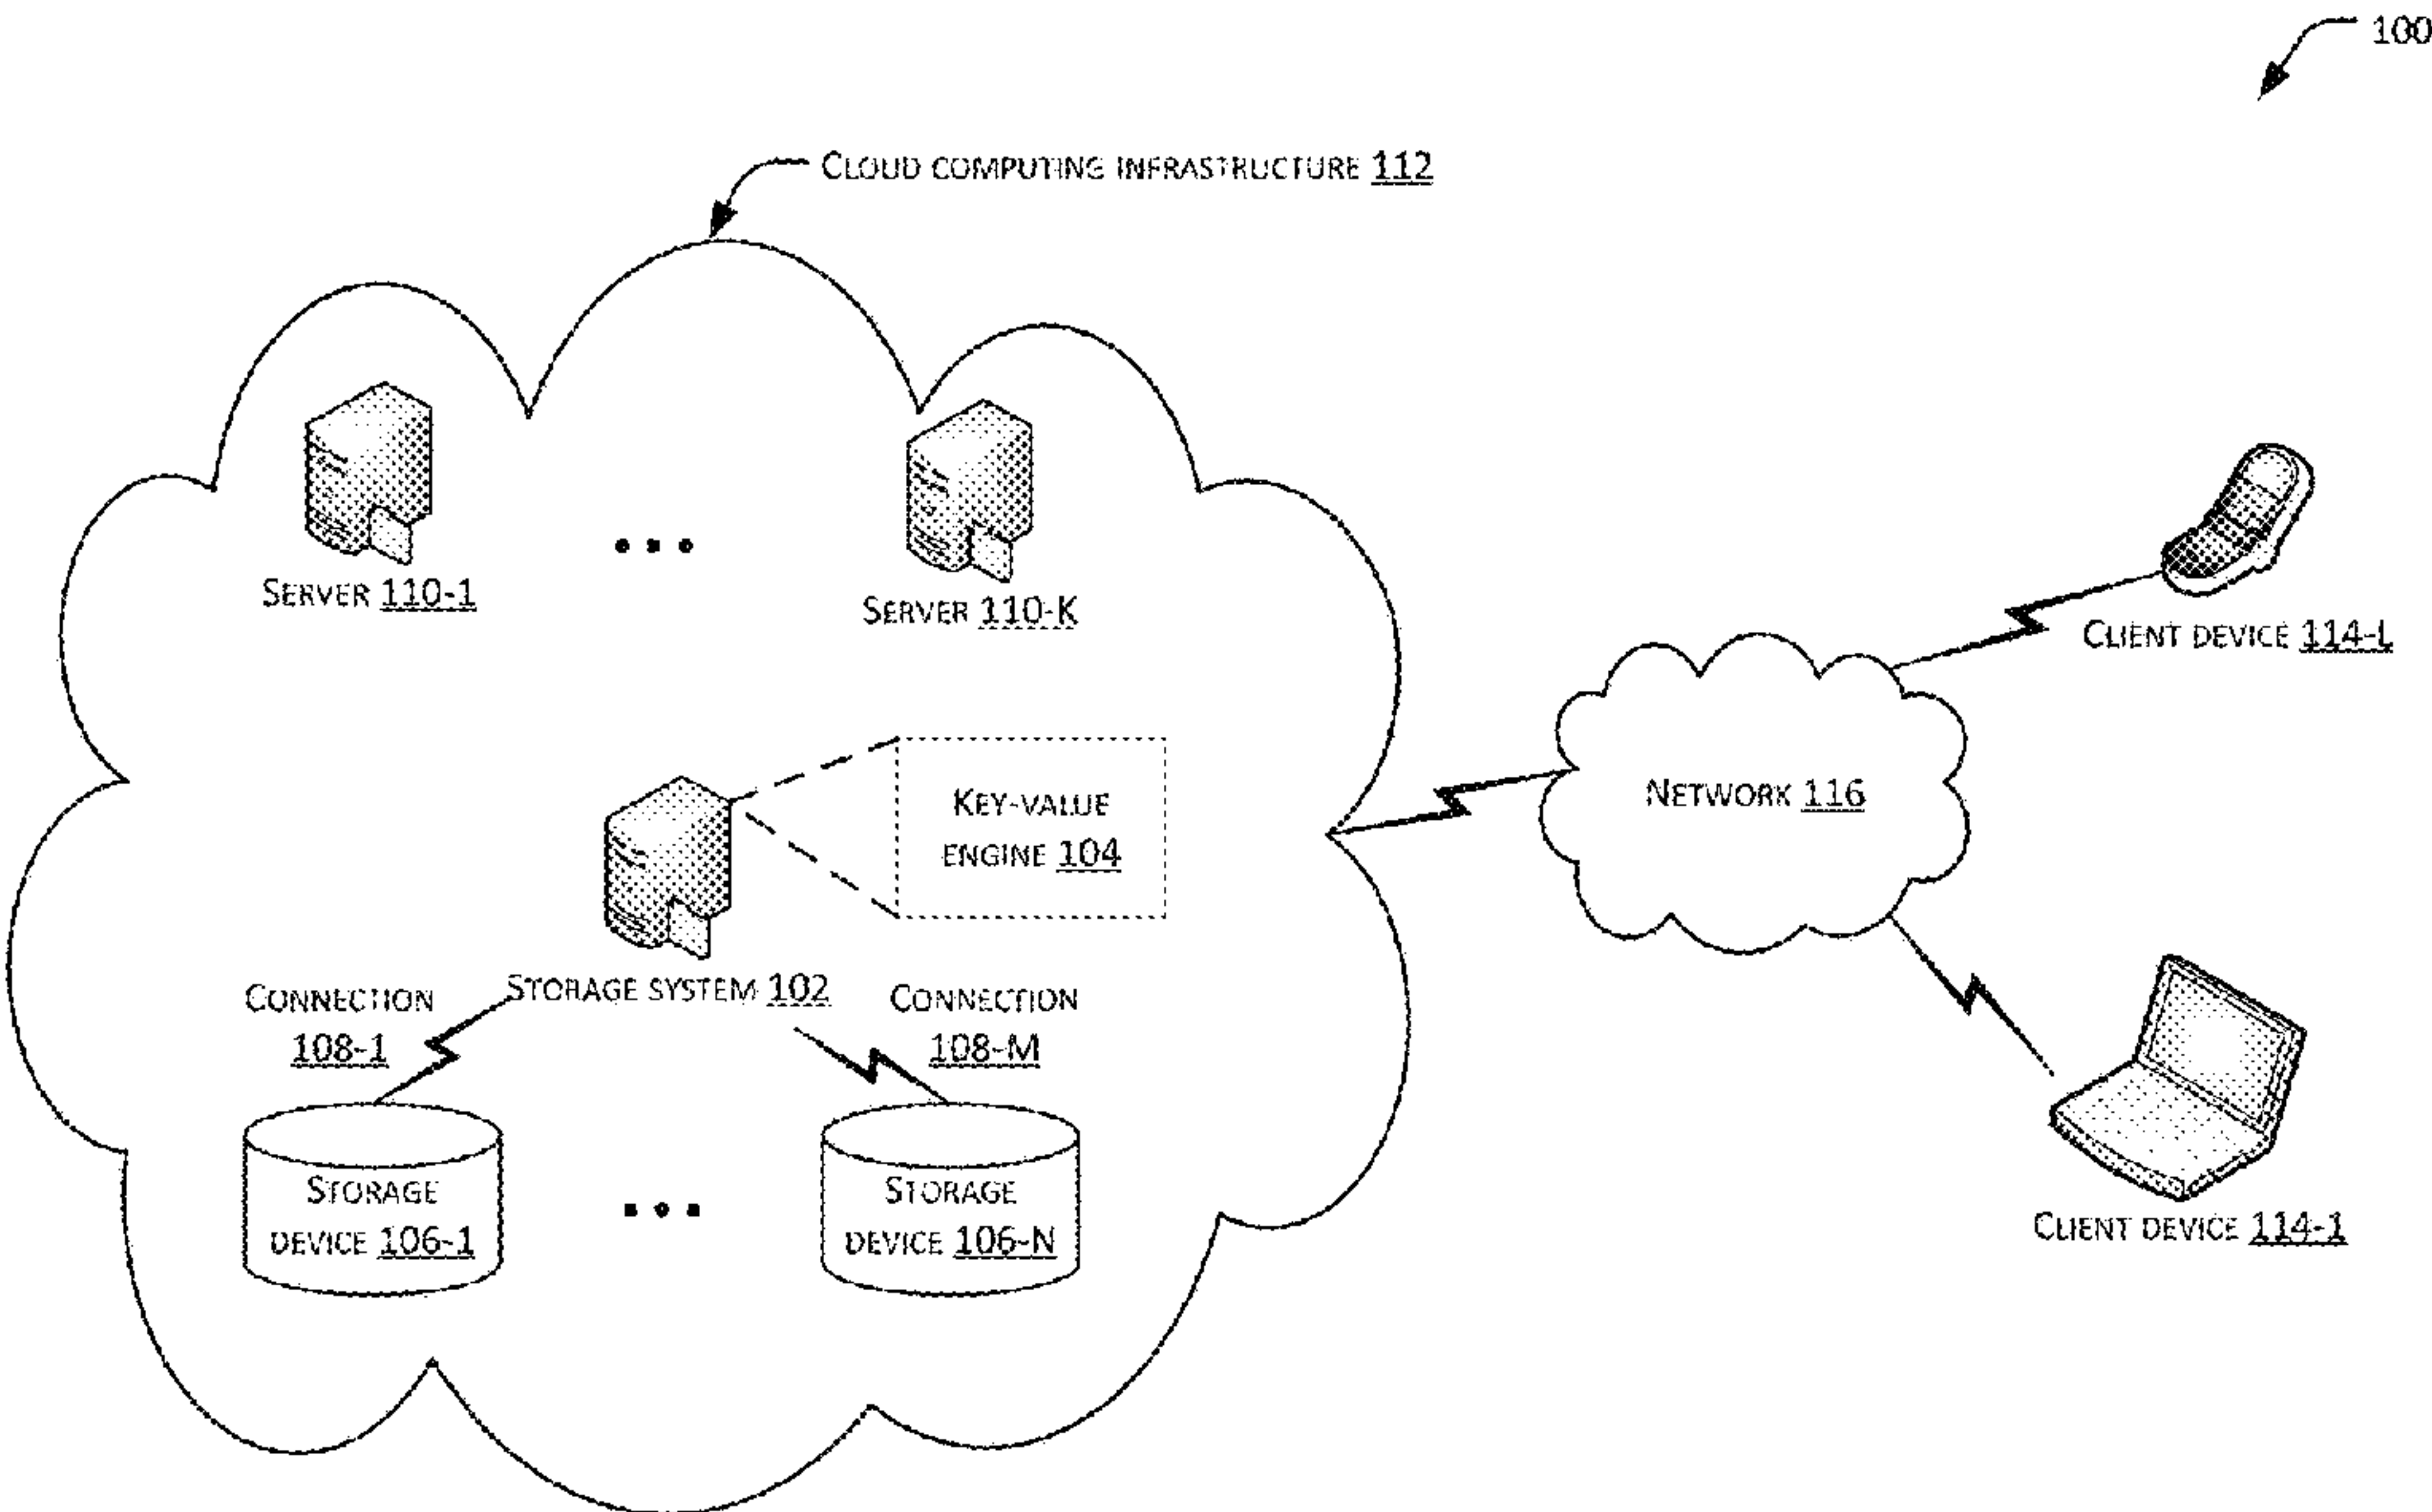 100
CLOUD COMPUTING INFRASTRUCTURE 112
SERVER 110-1
SERVER 110-K
CLIENT DEVICE 114-L
KEY-VALUE
ENGINE 104
NETWORK 116
STORAGE SYSTEM 102
CONNECTION
108-1
CONNECTION
108-M
STORAGE
DEVICE 106-1
STORAGE
DEVICE 106-N
CLIENT DEVICE 114-1